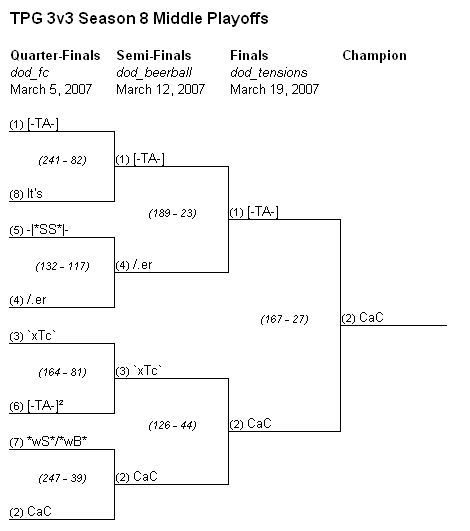 TPG 3v3 Season 8 Middle Playoffs
Quarter-Finals Semi-Finals Finals Champion
dod_fc dod_beerball dod_tensions
March 5, 2007 March 12, 2007 March 19, 2007
(1) [-TA-]
(241 – 82)
(1) [-TA-]
(8) It's
(189 – 23)
(1) [-TA-]
(5) -|*SS*|-
(132 – 117)
(4) /.er
(4) /.er
(167 – 27)
(2) CaC
(3) `xTc`
(164 – 81)
(3) `xTc`
(6) [-TA-]²
(126 – 44)
(2) CaC
(7) *wS*/*wB*
(247 – 39)
(2) CaC
(2) CaC